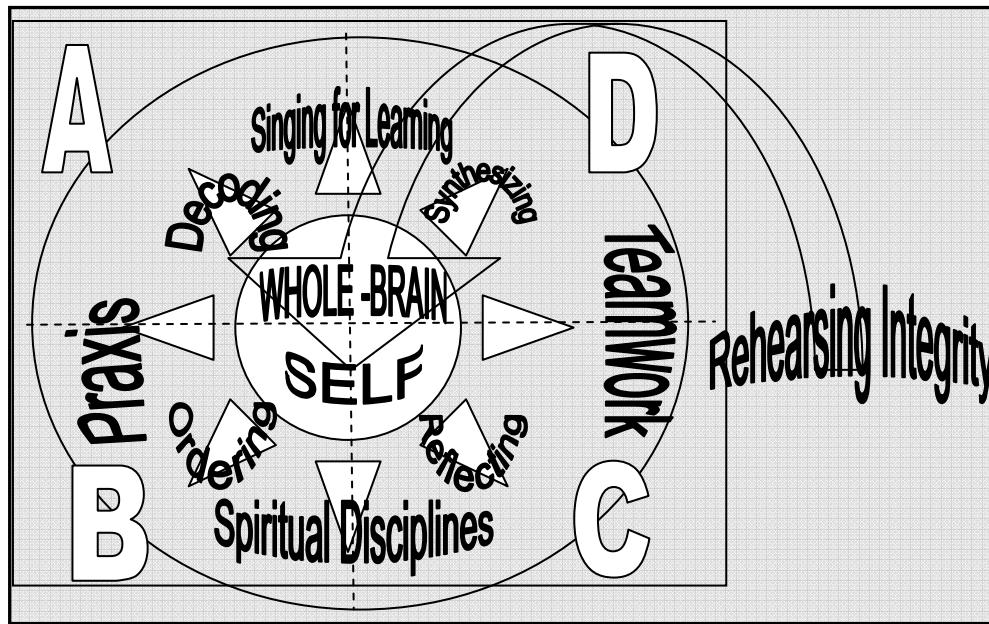 A
D
Singing for Learning
Decoding
Synthesizing
WHOLE -BRAIN
SELF
Praxis
Teamwork
Rehearsing Integrity
Ordering
Reflecting
B
Spiritual Disciplines
C